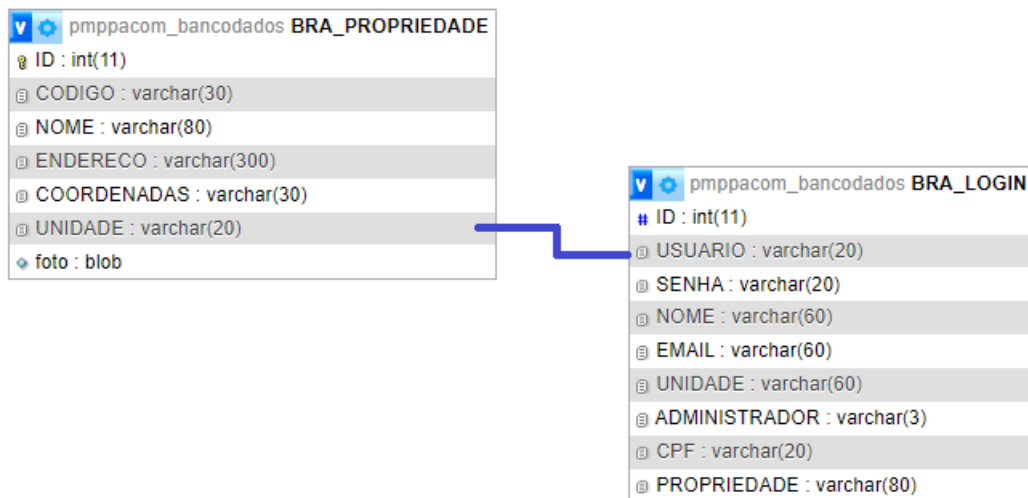 pmppacom_bancodados BRA_PROPRIEDADE
ID : int(11)
CODIGO : varchar(30)
NOME : varchar(80)
ENDERECO : varchar(300)
COORDENADAS : varchar(30)
UNIDADE : varchar(20)
foto : blob
pmppacom_bancodados BRA_LOGIN
# ID : int(11)
USUARIO : varchar(20)
SENHA : varchar(20)
NOME : varchar(60)
EMAIL : varchar(60)
UNIDADE : varchar(60)
ADMINISTRADOR : varchar(3)
CPF : varchar(20)
PROPRIEDADE : varchar(80)